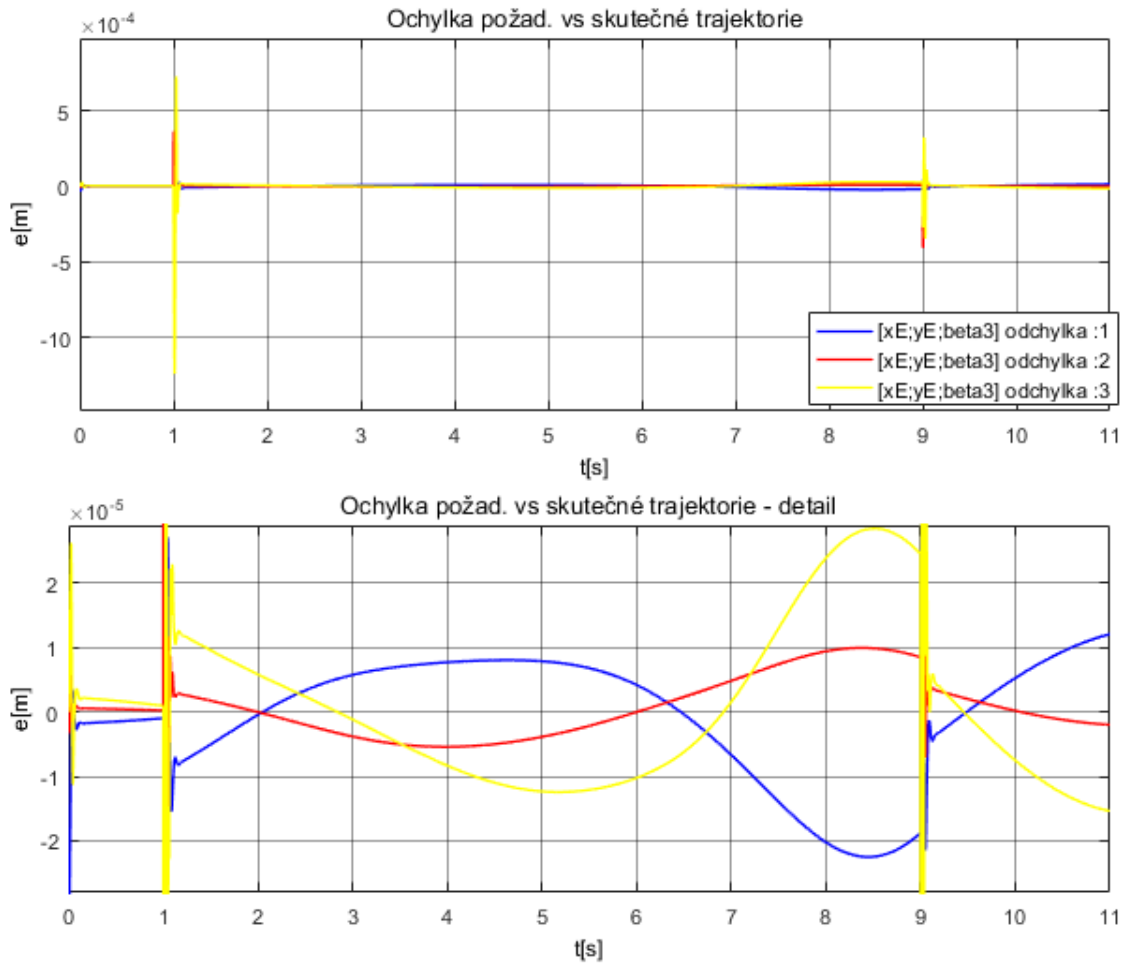 Ochylka požad. vs skutečné trajektorie
×10-4
5
0
-5
-10
e[m]
[xE;yE;beta3] odchylka :1
[xE;yE;beta3] odchylka :2
[xE;yE;beta3] odchylka :3
0 1 2 3 4 5 6 7 8 9 10 11
t[s]
Ochylka požad. vs skutečné trajektorie - detail
×10-5
2
1
0
-1
-2
e[m]
0 1 2 3 4 5 6 7 8 9 10 11
t[s]